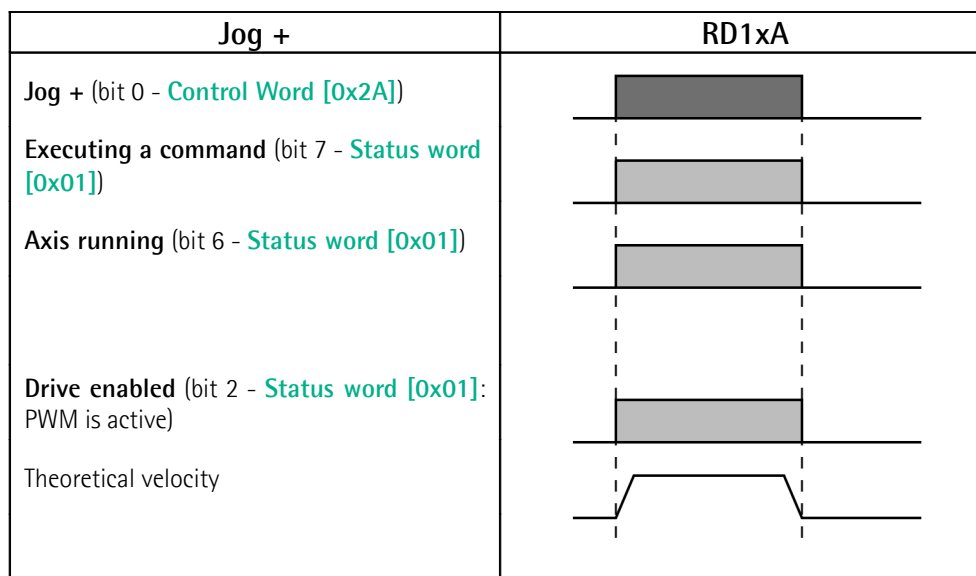 Jog +
RD1xA
Jog + (bit 0 - Control Word [0x2A])
Executing a command (bit 7 - Status word
[0x01])
Axis running (bit 6 - Status word [0x01])
Drive enabled (bit 2 - Status word [0x01]:
PWM is active)
Theoretical velocity